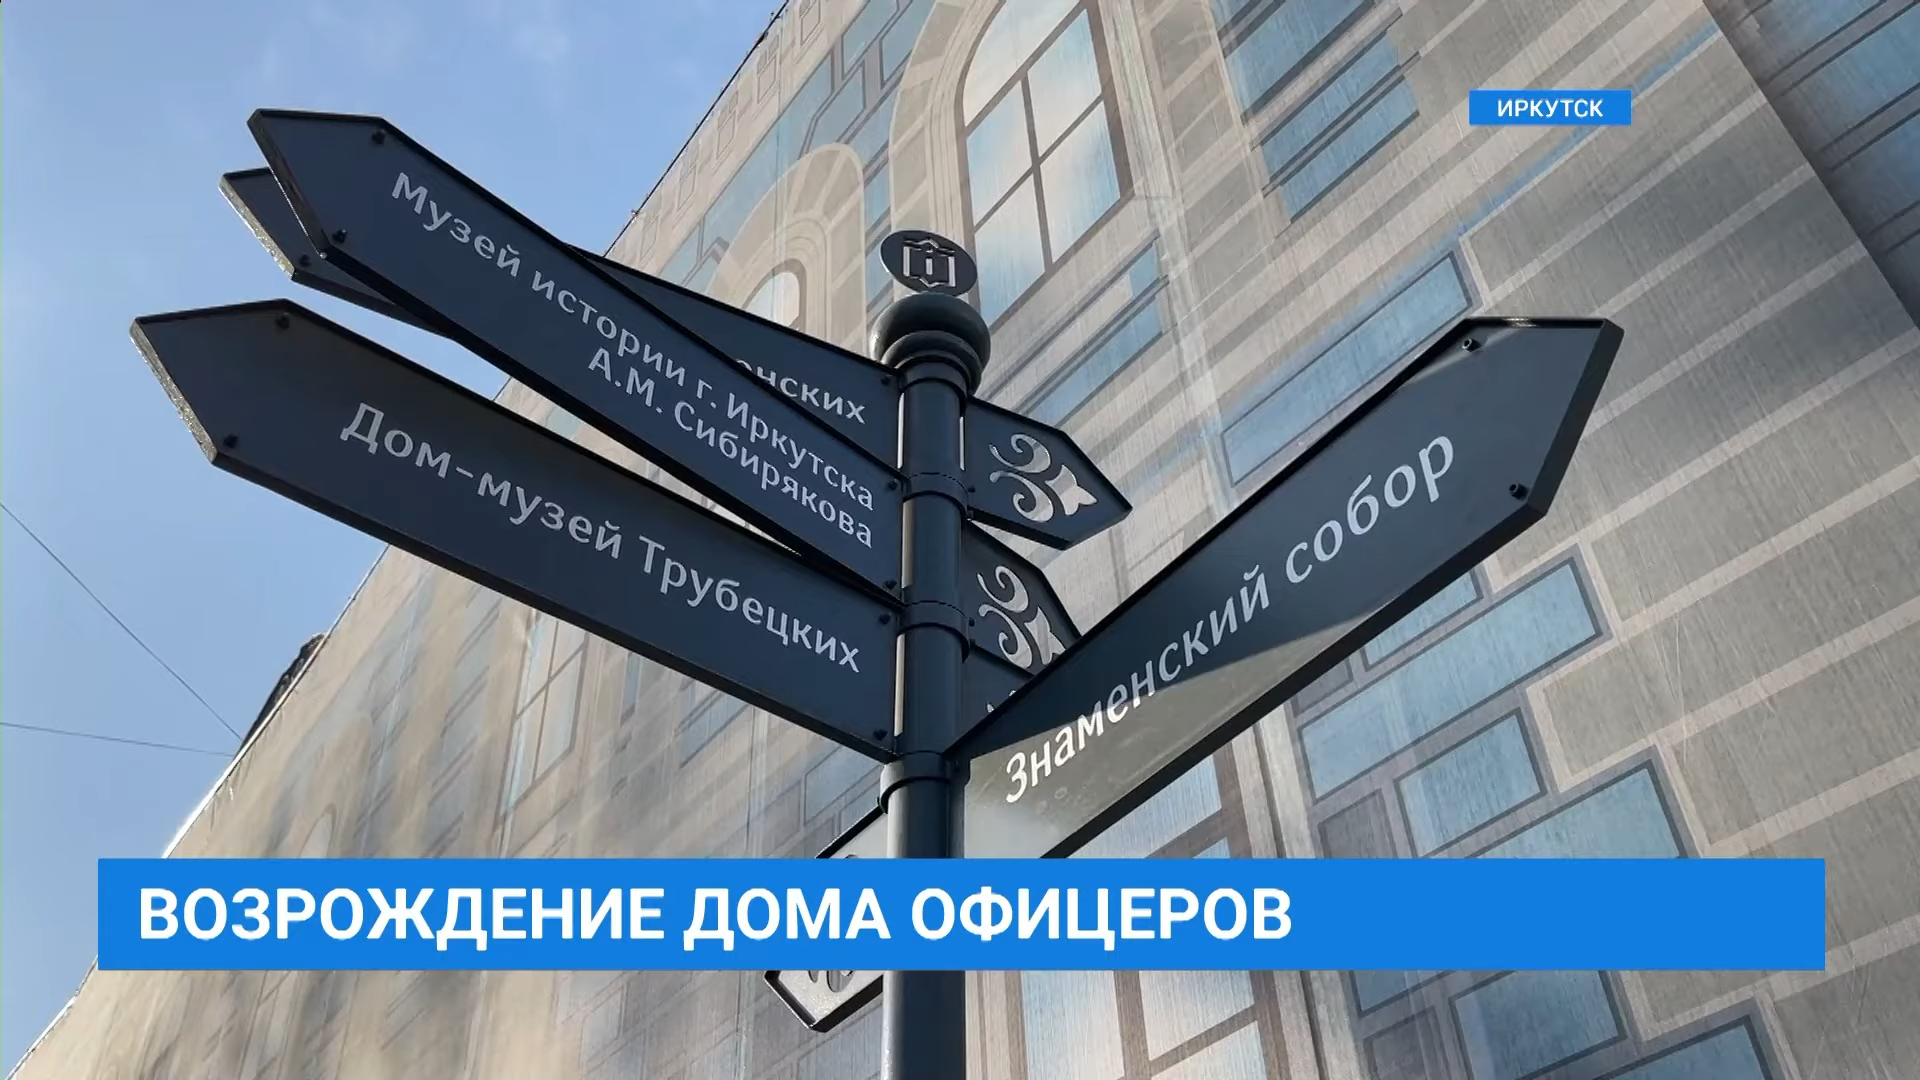 ИРКУТСК
Музей истории г. Иркутска
А.М. Сибирякова
Дом-музей Трубецких
Знаменский собор
ВОЗРОЖДЕНИЕ ДОМА ОФИЦЕРОВ